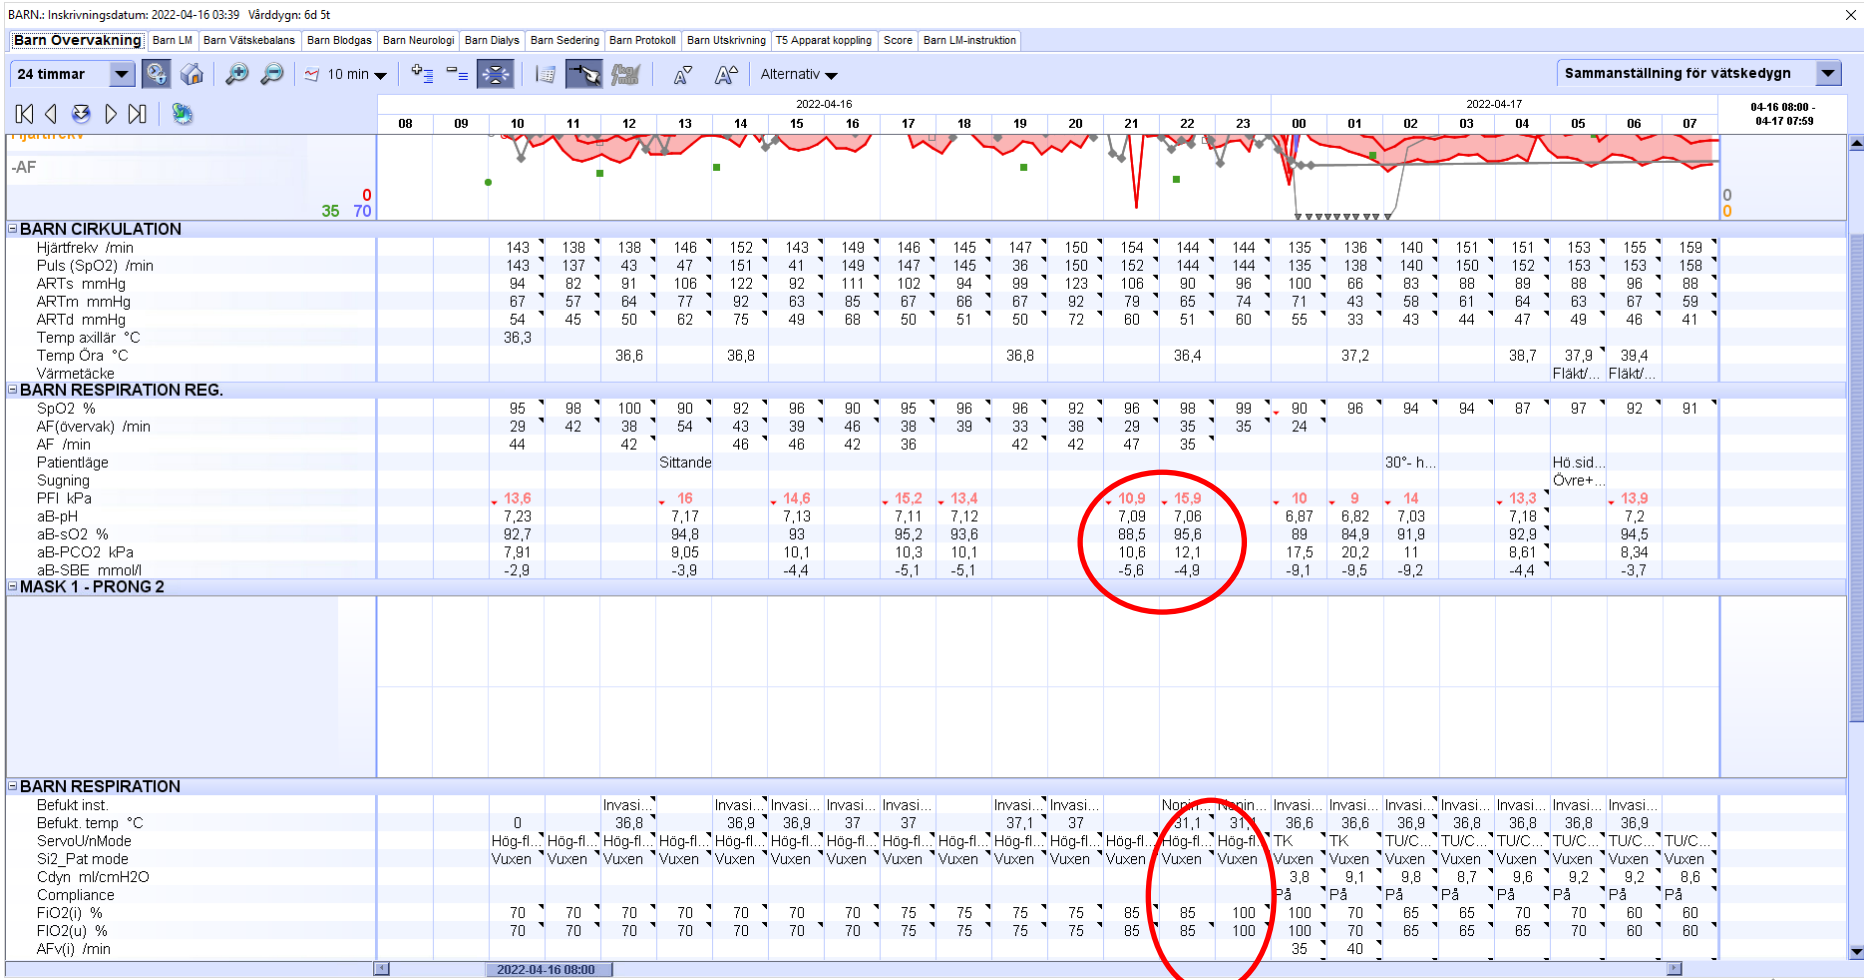 BARN.: Inskrivningsdatum: 2022-04-16 03:39 Vårddygn: 6d 5t
Barn Övervakning Barn LM Barn Vätskebalans Barn Blodgas Barn Neurologi Barn Dialys Barn Sedering Barn Protokoll Barn Utskrivning T5 Apparat koppling Score Barn LM-instruktion
24 timmar 10 min Alternativ Sammanställning för vätskedygn
2022-04-16 2022-04-17 04-16 08:00 -
08 09 10 11 12 13 14 15 16 17 18 19 20 21 22 23 00 01 02 03 04 05 06 07 04-17 07:59
Hjärtfrekv
-AF
0 0
35 70 0
BARN CIRKULATION
Hjärtfrekv /min 143 138 138 146 152 143 149 146 145 147 150 154 144 144 135 136 140 151 151 153 155 159
Puls (SpO2) /min 143 137 43 47 151 41 149 147 145 36 150 152 144 144 135 138 140 150 152 153 153 158
ARTs mmHg 94 82 91 106 122 92 111 102 94 99 123 106 90 96 100 66 83 88 89 88 96 88
ARTm mmHg 67 57 64 77 92 63 85 67 66 67 92 79 65 74 71 43 58 61 64 63 67 59
ARTd mmHg 54 45 50 62 75 49 68 50 51 50 72 60 51 60 55 33 43 44 47 49 46 41
Temp axillär °C 36,3
Temp Öra °C 36,6 36,8 36,8 36,4 37,2 38,7 37,9 39,4
Värmetäcke Fläkt/... Fläkt/...
BARN RESPIRATION REG.
SpO2 % 95 98 100 90 92 96 90 95 96 96 92 96 98 99 90 96 94 94 87 97 92 91
AF(övervak) /min 29 42 38 54 43 39 46 38 39 33 38 29 35 35 24
AF /min 44 42 46 46 42 36 42 42 47 35
Patientläge Sittande 30°- h... Hö.sid...
Sugning Övre+...
PFI kPa 13,6 16 14,6 15,2 13,4 10,9 15,9 10 9 14 13,3 13,9
aB-pH 7,23 7,17 7,13 7,11 7,12 7,09 7,06 6,87 6,82 7,03 7,18 7,2
aB-sO2 % 92,7 94,8 93 95,2 93,6 88,5 95,6 89 84,9 91,9 92,9 94,5
aB-PCO2 kPa 7,91 9,05 10,1 10,3 10,1 10,6 12,1 17,5 20,2 11 8,61 8,34
aB-SBE mmol/l -2,9 -3,9 -4,4 -5,1 -5,1 -5,6 -4,9 -9,1 -9,5 -9,2 -4,4 -3,7
MASK 1 - PRONG 2
BARN RESPIRATION
Befukt inst. Invasi... Invasi... Invasi... Invasi... Invasi... Invasi... Invasi... Nonin... Nonin... Invasi... Invasi... Invasi... Invasi... Invasi... Invasi... Invasi...
Befukt. temp °C 0 36,8 36,9 36,9 37 37 37,1 37 31,1 31,1 36,6 36,6 36,9 36,8 36,8 36,8 36,9
ServoU/nMode Hög-fl... Hög-fl... Hög-fl... Hög-fl... Hög-fl... Hög-fl... Hög-fl... Hög-fl... Hög-fl... Hög-fl... Hög-fl... Hög-fl... Hög-fl... Hög-fl... TK TK TU/C... TU/C... TU/C... TU/C... TU/C... TU/C...
Si2_Pat mode Vuxen Vuxen Vuxen Vuxen Vuxen Vuxen Vuxen Vuxen Vuxen Vuxen Vuxen Vuxen Vuxen Vuxen Vuxen Vuxen Vuxen Vuxen Vuxen Vuxen Vuxen Vuxen
Cdyn ml/cmH2O 3,8 9,1 9,8 8,7 9,6 9,2 9,2 8,6
Compliance På På På På På På På På
FiO2(i) % 70 70 70 70 70 70 70 75 75 75 75 85 85 100 100 70 65 65 70 70 60 60
FIO2(u) % 70 70 70 70 70 70 70 75 75 75 75 85 85 100 100 70 65 65 65 70 60 60
AFv(i) /min 35 40
2022-04-16 08:00